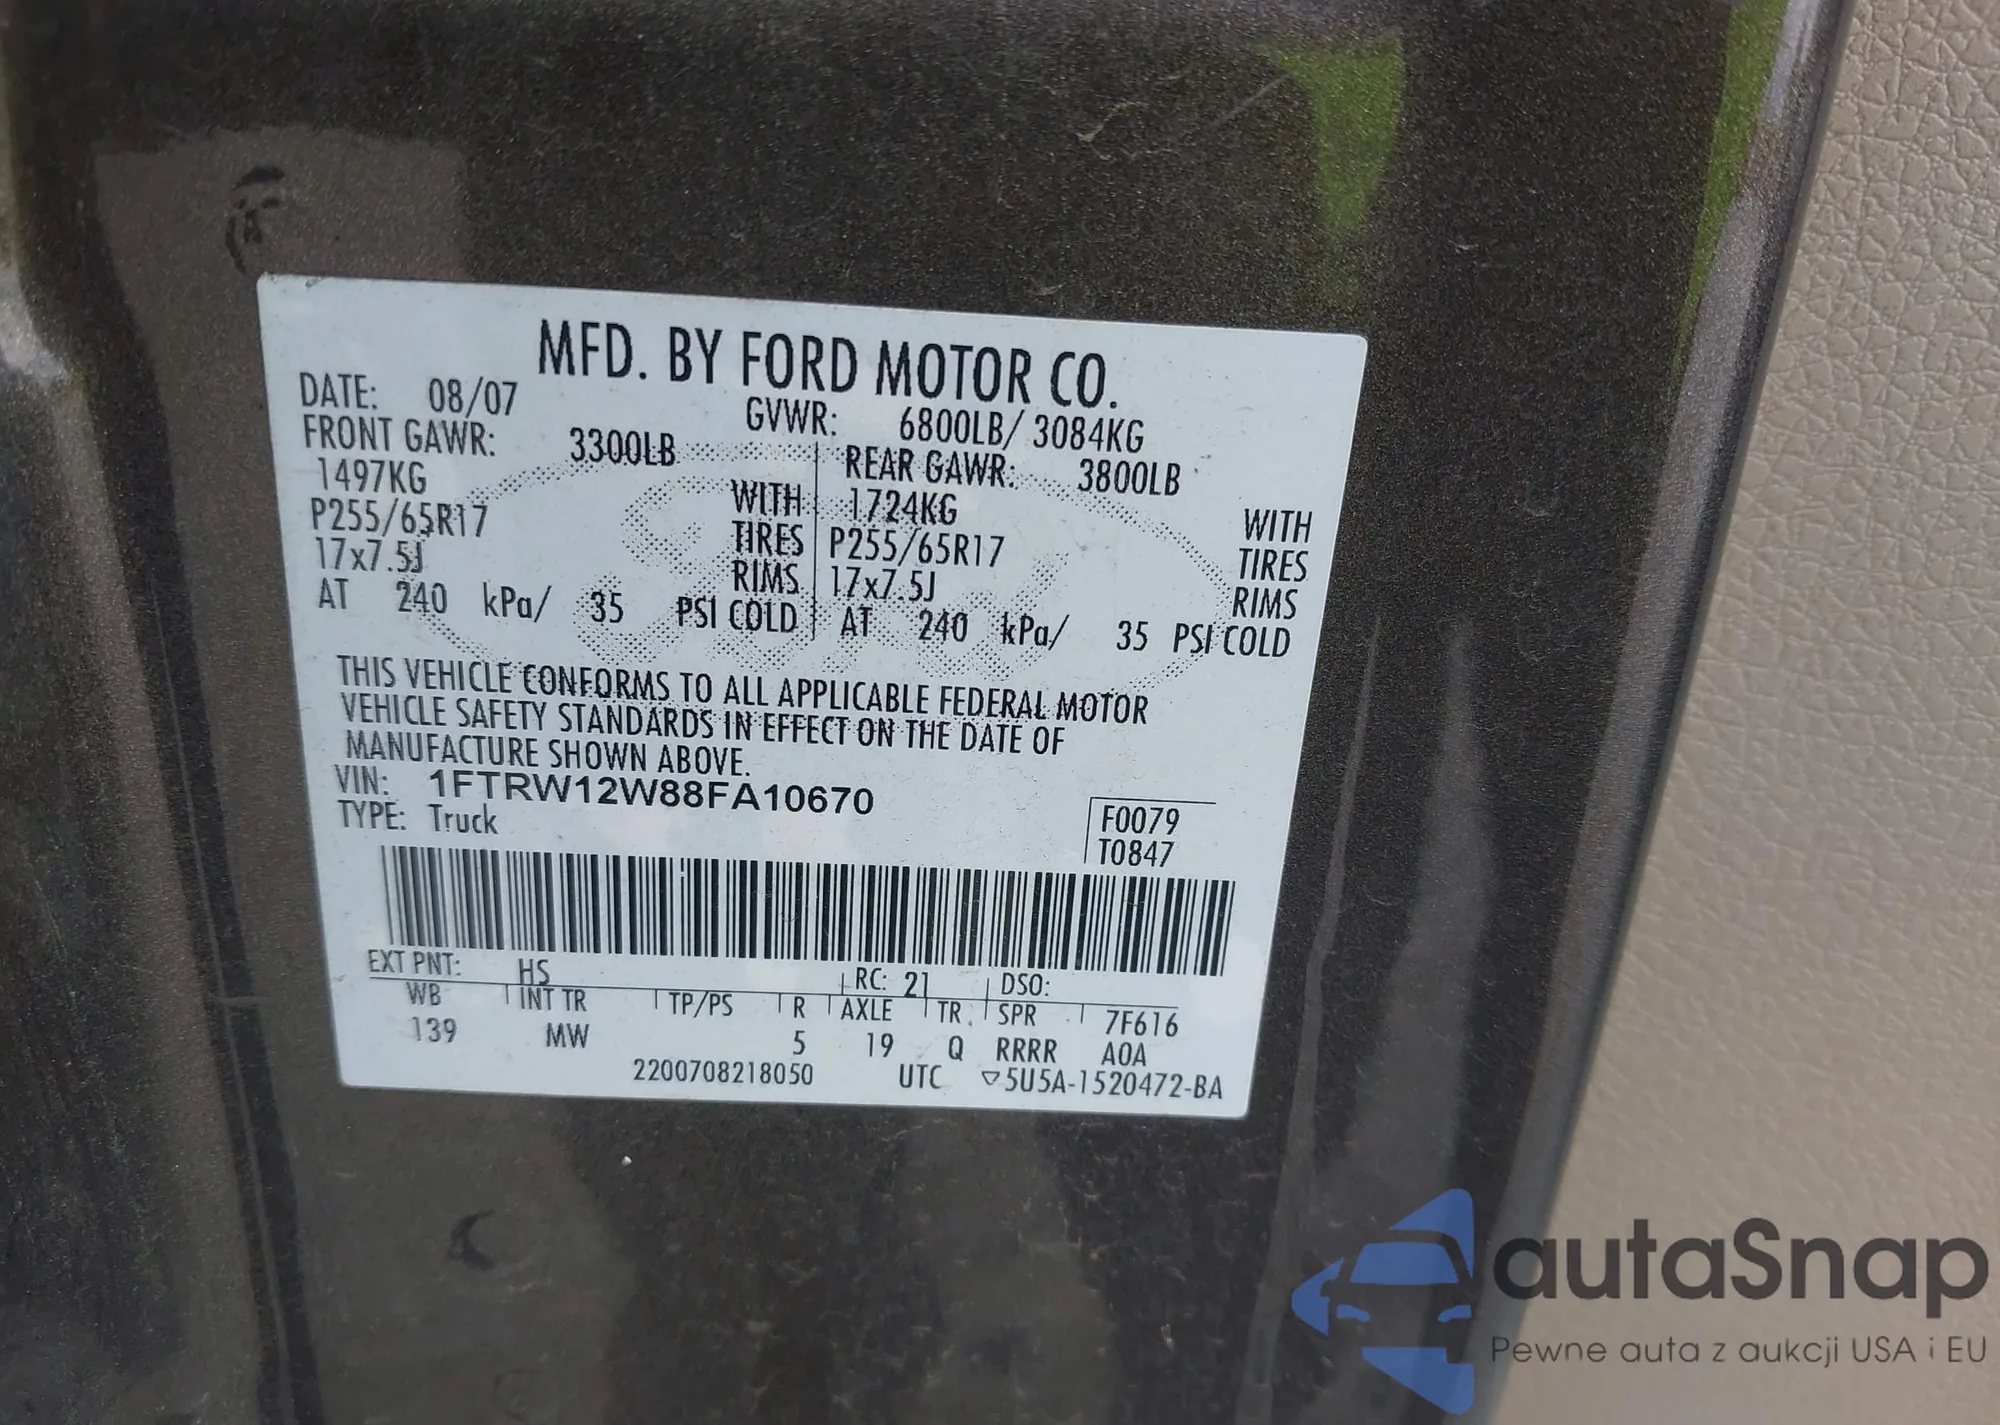 MFD. BY FORD MOTOR CO.
DATE: 08/07 GVWR: 6800LB/ 3084KG
FRONT GAWR: 3300LB REAR GAWR: 3800LB
1497KG WITH 1724KG WITH
P255/65R17 TIRES P255/65R17 TIRES
17x7.5J RIMS 17x7.5J RIMS
AT 240 kPa/ 35 PSI COLD AT 240 kPa/ 35 PSI COLD
THIS VEHICLE CONFORMS TO ALL APPLICABLE FEDERAL MOTOR
VEHICLE SAFETY STANDARDS IN EFFECT ON THE DATE OF
MANUFACTURE SHOWN ABOVE.
VIN: 1FTRW12W88FA10670
TYPE: Truck
F0079
T0847
EXT PNT: HS RC: 21 DSO:
WB INT TR TP/PS R AXLE TR SPR 7F616
139 MW 5 19 Q RRRR A0A
2200708218050 UTC ▽5U5A-1520472-BA
autaSnap
Pewne auta z aukcji USA i EU